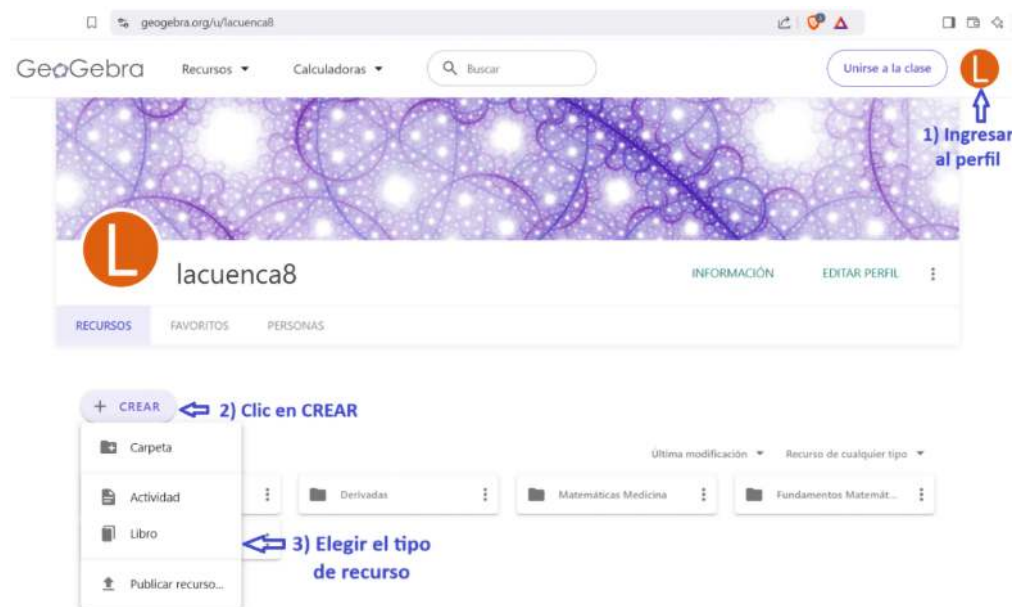 geogebra.org/u/lacuenca8
GeoGebra Recursos Calculadoras Buscar Unirse a la clase L
1) Ingresar
al perfil
L
lacuenca8 INFORMACIÓN EDITAR PERFIL
RECURSOS FAVORITOS PERSONAS
+ CREAR 2) Clic en CREAR
Carpeta
Última modificación Recurso de cualquier tipo
Actividad Derivadas Matemáticas Medicina Fundamentos Matemát...
Libro
3) Elegir el tipo
de recurso
Publicar recurso...